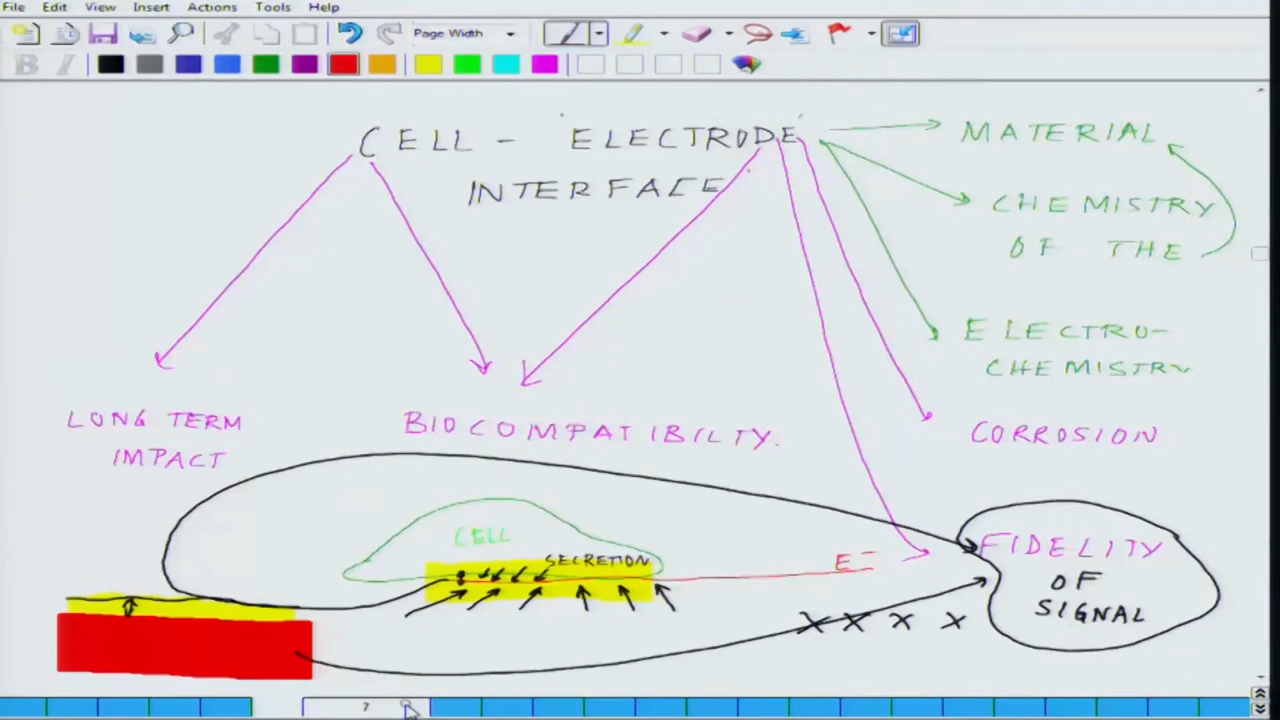 File Edit View Insert Actions Tools Help
Page Width
B I
CELL - ELECTRODE
INTERFACE
MATERIAL
CHEMISTRY
OF THE
ELECTRO-
CHEMISTRY
LONG TERM
IMPACT
BIOCOMPATIBILTY.
CORROSION
CELL
SECRETION
E
FIDELITY
OF
SIGNAL
X X X X
7